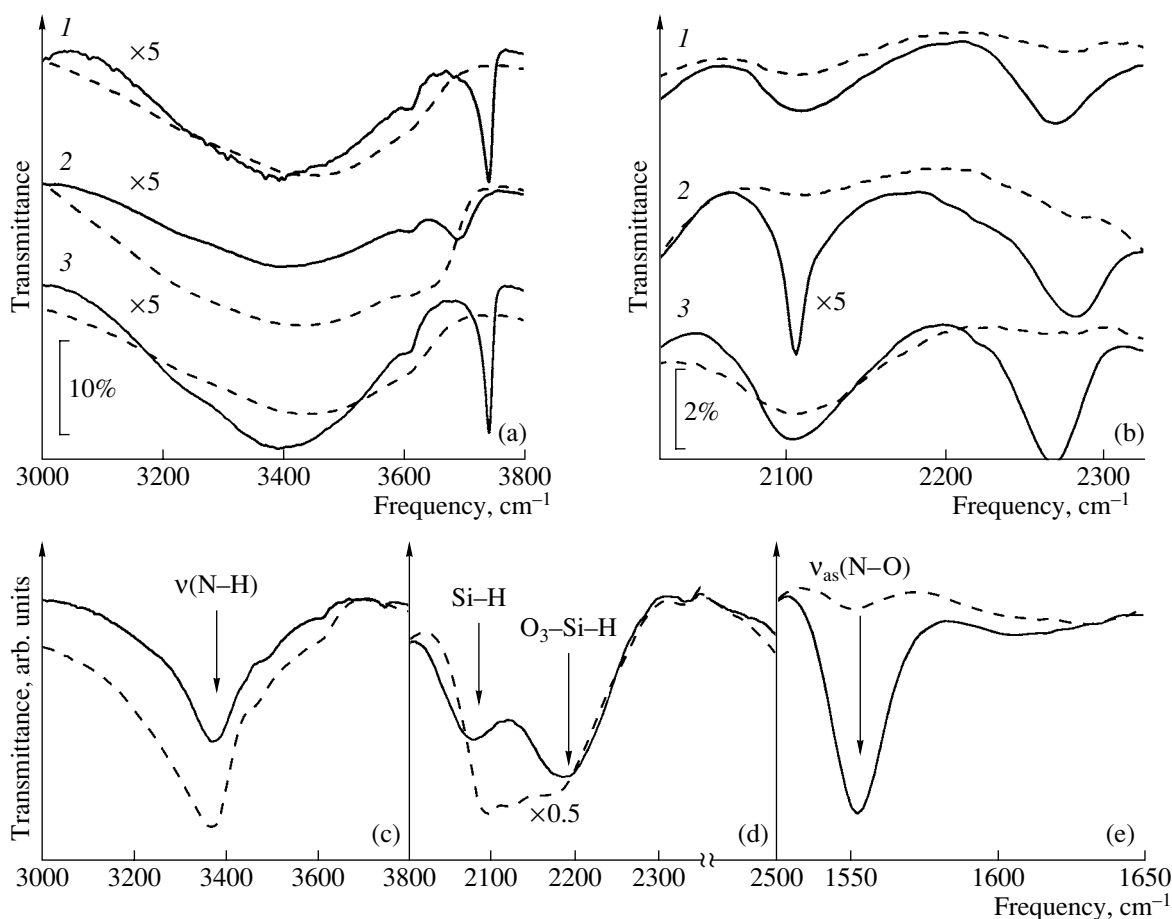 1
×5
2
×5
3
×5
10%
(a)
Transmittance
3000 3200 3400 3600 3800
Frequency, cm⁻¹
1
2
×5
3
2%
(b)
Transmittance
2100 2200 2300
Frequency, cm⁻¹
ν(N–H)
(c)
Transmittance, arb. units
Si–H
O₃–Si–H
×0.5
(d)
νas(N–O)
(e)
3000 3400 3600 3800 2100 2200 2300 2500 1550 1600 1650
Frequency, cm⁻¹